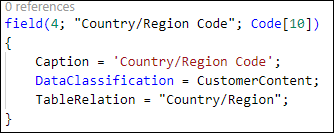 0 references
field(4; "Country/Region Code"; Code[10])
{
    Caption = 'Country/Region Code';
    DataClassification = CustomerContent;
    TableRelation = "Country/Region";
}